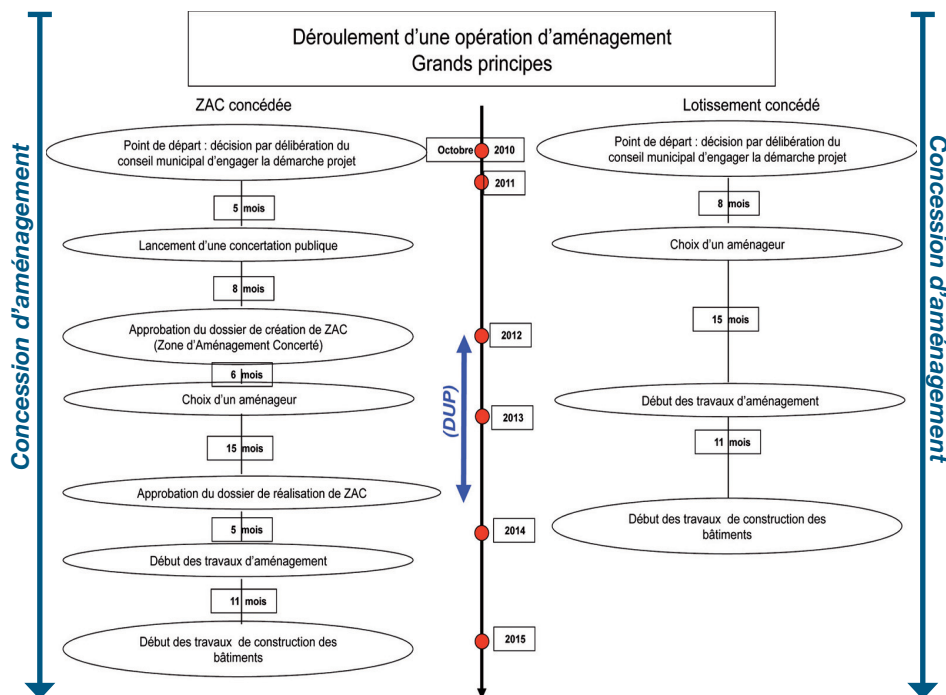 Déroulement d'une opération d'aménagement
Grands principes
Concession d'aménagement
ZAC concédée
Point de départ : décision par délibération du
conseil municipal d'engager la démarche projet
5 mois
Lancement d'une concertation publique
8 mois
Approbation du dossier de création de ZAC
(Zone d'Aménagement Concerté)
6 mois
Choix d'un aménageur
15 mois
Approbation du dossier de réalisation de ZAC
5 mois
Début des travaux d'aménagement
11 mois
Début des travaux de construction des
bâtiments
Octobre 2010
2011
2012
(DUP)
2013
2014
2015
Lotissement concédé
Point de départ : décision par délibération du
conseil municipal d'engager la démarche projet
8 mois
Choix d'un aménageur
15 mois
Début des travaux d'aménagement
11 mois
Début des travaux de construction des
bâtiments
Concession d'aménagement